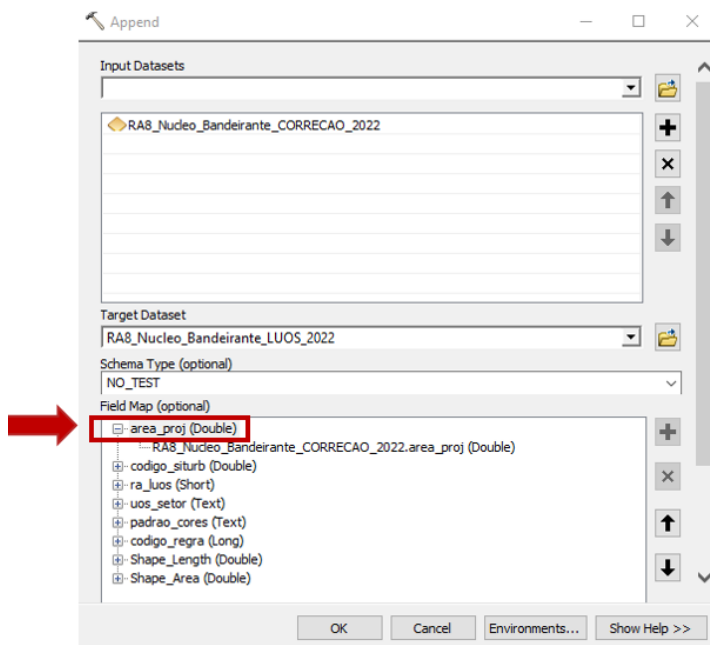 Append
Input Datasets
RA8_Nucleo_Bandeirante_CORRECAO_2022
Target Dataset
RA8_Nucleo_Bandeirante_LUOS_2022
Schema Type (optional)
NO_TEST
Field Map (optional)
area_proj (Double)
RA8_Nucleo_Bandeirante_CORRECAO_2022.area_proj (Double)
codigo_siturb (Double)
ra_luos (Short)
uos_setor (Text)
padrao_cores (Text)
codigo_regra (Long)
Shape_Length (Double)
Shape_Area (Double)
OK Cancel Environments... Show Help >>